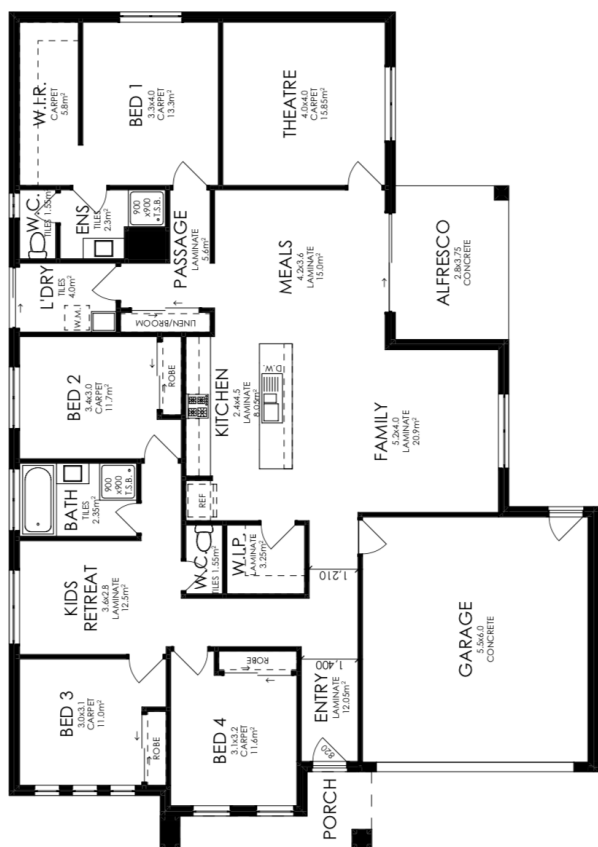 W.I.R.
CARPET
5.8m²
BED 1
3.3x4.0
CARPET
13.3m²
THEATRE
4.0x4.0
CARPET
15.85m²
W.C.
TILES 1.55m²
ENS
TILES
2.3m²
900
x900
T.S.B.
PASSAGE
LAMINATE
5.6m²
MEALS
4.2x3.6
LAMINATE
15.0m²
ALFRESCO
2.8x3.75
CONCRETE
L'DRY
TILES
4.0m²
W.M.
LINEN/BROOM
BED 2
3.4x3.0
CARPET
11.7m²
ROBE
KITCHEN
2.4x4.5
LAMINATE
8.05m²
D.W.
FAMILY
5.2x4.0
LAMINATE
20.9m²
BATH
TILES
2.35m²
900
x900
T.S.B.
REF
W.C.
TILES 1.55m²
W.I.P.
LAMINATE
3.25m²
1,210
KIDS
RETREAT
3.6x2.8
LAMINATE
12.5m²
GARAGE
5.5x6.0
CONCRETE
BED 3
3.0x3.1
CARPET
11.0m²
ROBE
BED 4
3.1x3.2
CARPET
11.6m²
ROBE
1,400
ENTRY
LAMINATE
12.05m²
820
PORCH